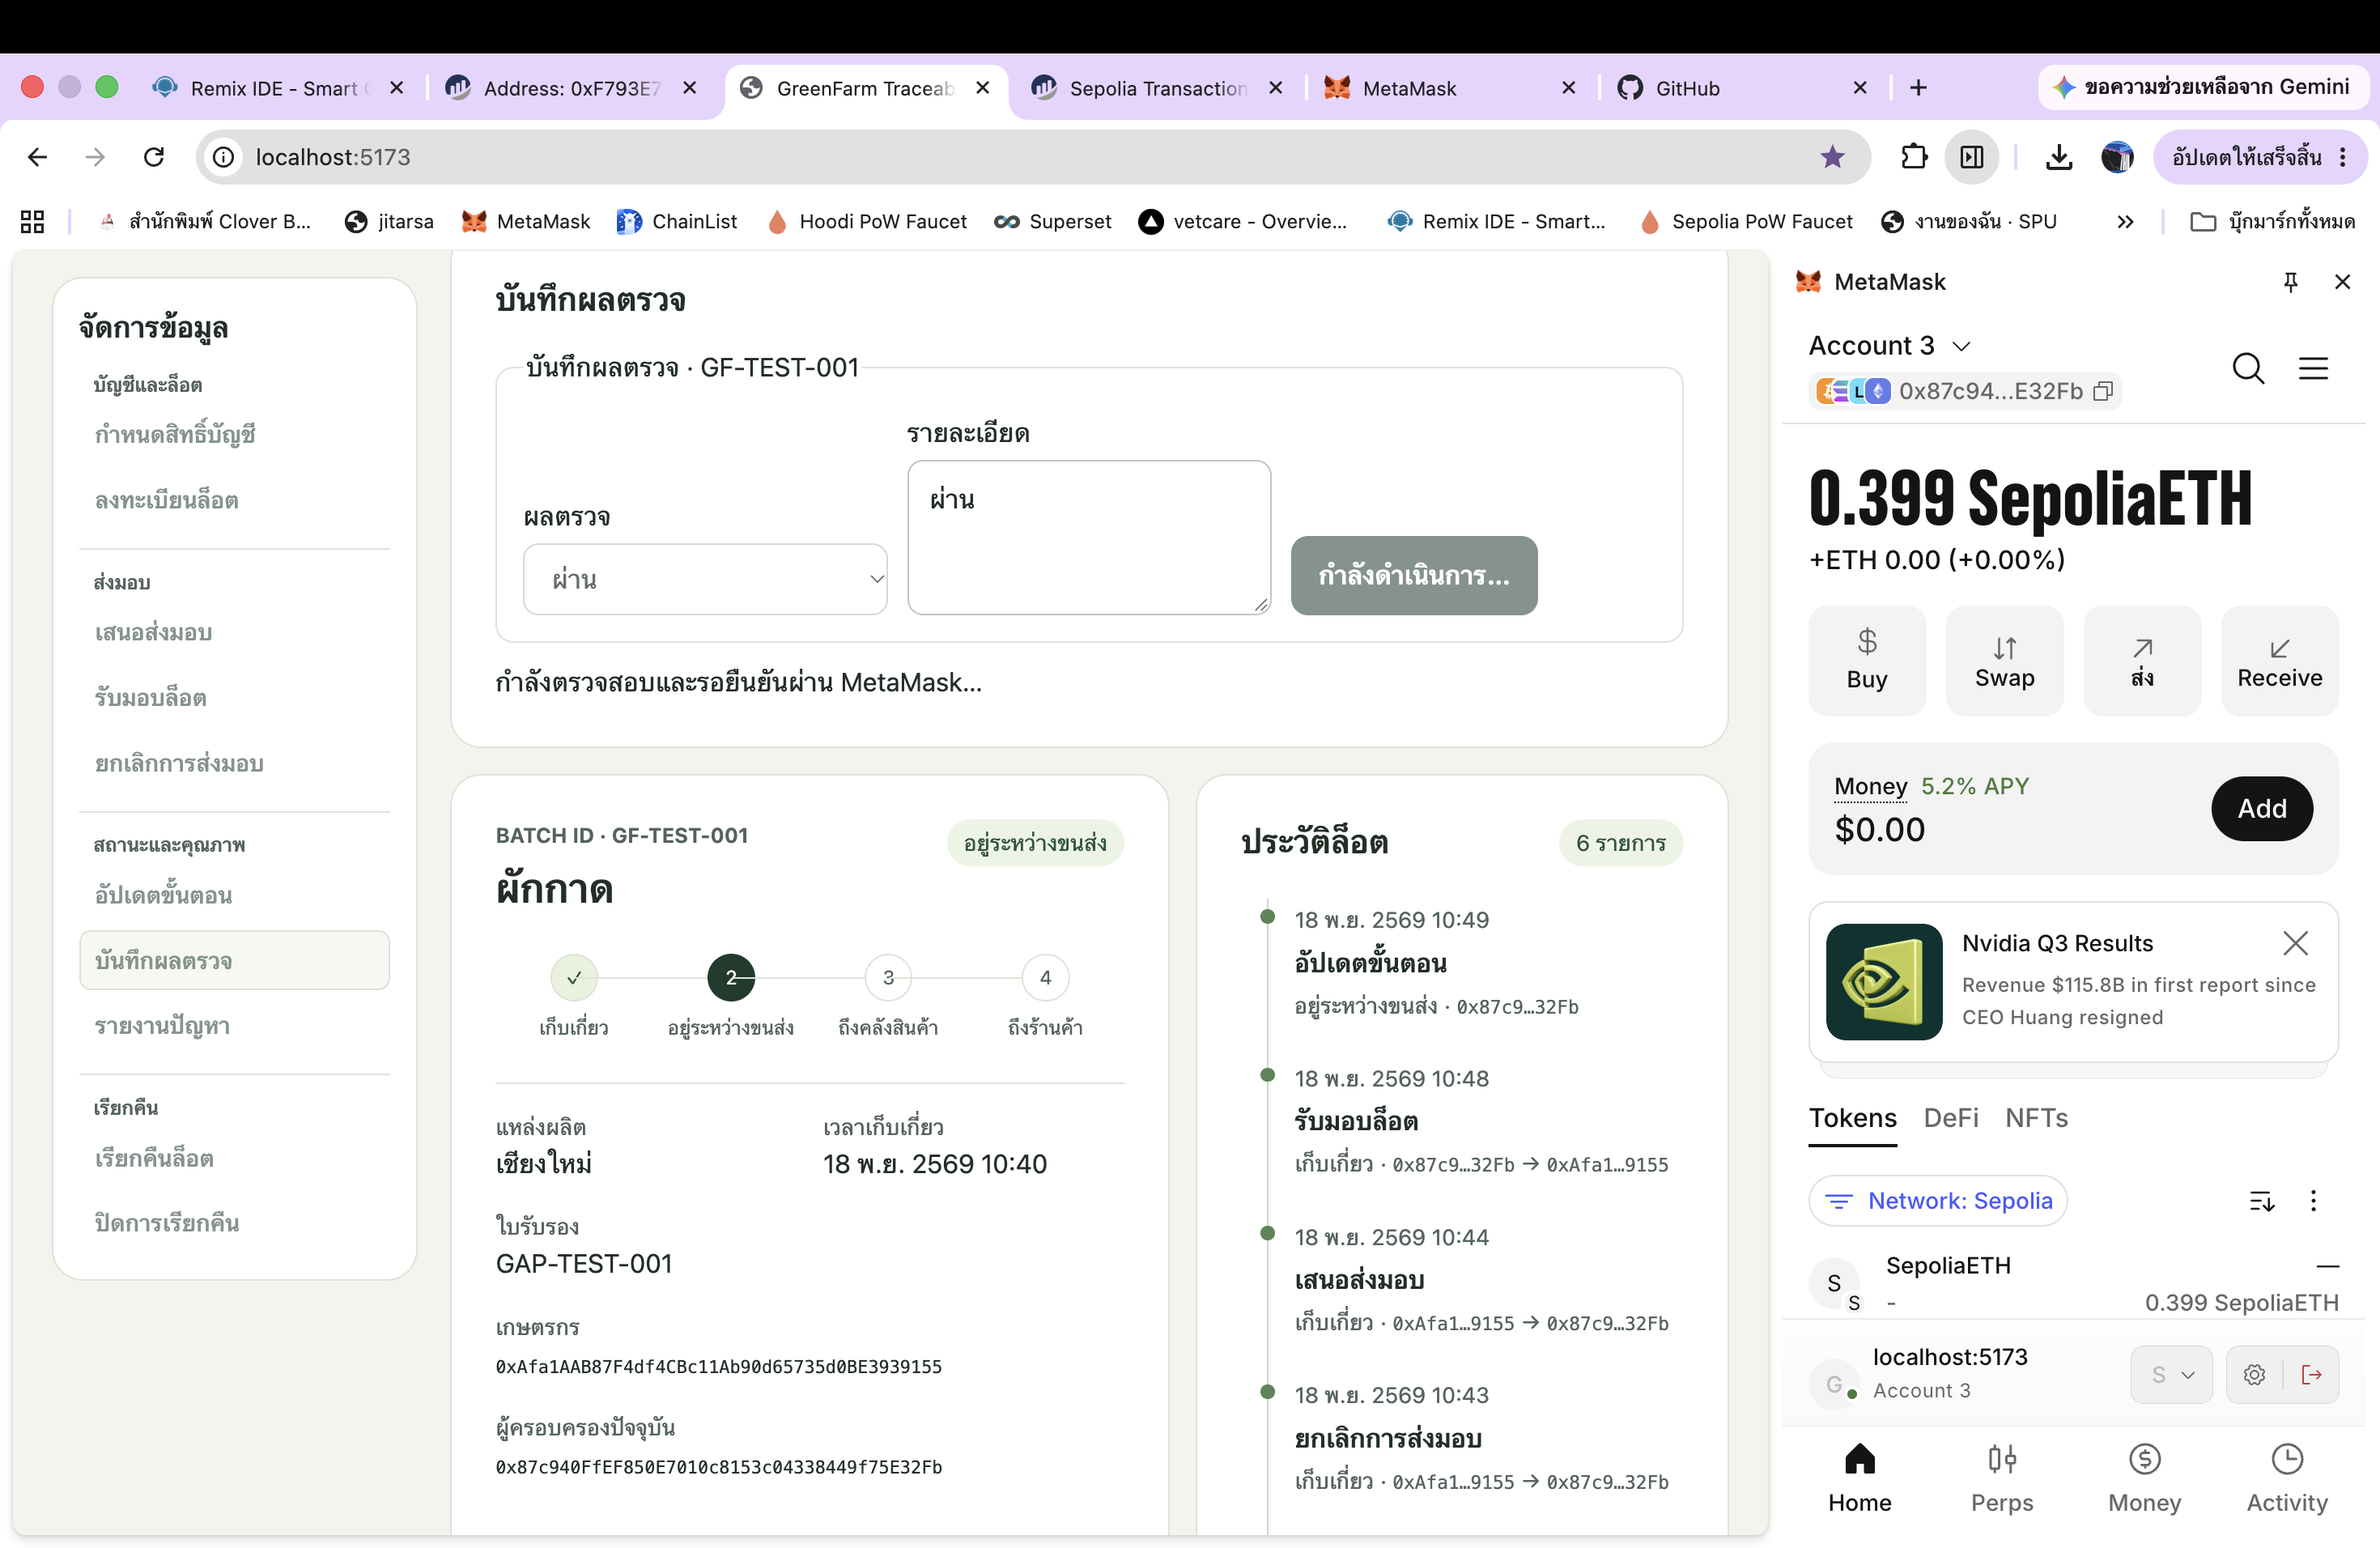 Remix IDE - Smart
Address: 0xF793E7
GreenFarm Traceab
Sepolia Transaction
MetaMask
GitHub
ขอความช่วยเหลือจาก Gemini
localhost:5173
อัปเดตให้เสร็จสิ้น
สำนักพิมพ์ Clover B...
jitarsa
MetaMask
ChainList
Hoodi PoW Faucet
Superset
vetcare - Overvie...
Remix IDE - Smart...
Sepolia PoW Faucet
งานของฉัน · SPU
บุ๊กมาร์กทั้งหมด
จัดการข้อมูล
บัญชีและล็อต
กำหนดสิทธิ์บัญชี
ลงทะเบียนล็อต
ส่งมอบ
เสนอส่งมอบ
รับมอบล็อต
ยกเลิกการส่งมอบ
สถานะและคุณภาพ
อัปเดตขั้นตอน
บันทึกผลตรวจ
รายงานปัญหา
เรียกคืน
เรียกคืนล็อต
ปิดการเรียกคืน
บันทึกผลตรวจ
บันทึกผลตรวจ · GF-TEST-001
ผลตรวจ
ผ่าน
รายละเอียด
ผ่าน
กำลังดำเนินการ...
กำลังตรวจสอบและรอยืนยันผ่าน MetaMask...
BATCH ID · GF-TEST-001
อยู่ระหว่างขนส่ง
ผักกาด
✓
2
3
4
เก็บเกี่ยว
อยู่ระหว่างขนส่ง
ถึงคลังสินค้า
ถึงร้านค้า
แหล่งผลิต
เชียงใหม่
เวลาเก็บเกี่ยว
18 พ.ย. 2569 10:40
ใบรับรอง
GAP-TEST-001
เกษตรกร
0xAfa1AAB87F4df4CBc11Ab90d65735d0BE3939155
ผู้ครอบครองปัจจุบัน
0x87c940FfEF850E7010c8153c04338449f75E32Fb
ประวัติล็อต
6 รายการ
18 พ.ย. 2569 10:49
อัปเดตขั้นตอน
อยู่ระหว่างขนส่ง · 0x87c9…32Fb
18 พ.ย. 2569 10:48
รับมอบล็อต
เก็บเกี่ยว · 0x87c9…32Fb → 0xAfa1…9155
18 พ.ย. 2569 10:44
เสนอส่งมอบ
เก็บเกี่ยว · 0xAfa1…9155 → 0x87c9…32Fb
18 พ.ย. 2569 10:43
ยกเลิกการส่งมอบ
เก็บเกี่ยว · 0xAfa1…9155 → 0x87c9…32Fb
MetaMask
Account 3
0x87c94...E32Fb
0.399 SepoliaETH
+ETH 0.00 (+0.00%)
Buy
Swap
ส่ง
Receive
Money 5.2% APY
$0.00
Add
Nvidia Q3 Results
Revenue $115.8B in first report since
CEO Huang resigned
Tokens
DeFi
NFTs
Network: Sepolia
S
S
SepoliaETH
—
-
0.399 SepoliaETH
G
localhost:5173
Account 3
S
Home
Perps
Money
Activity